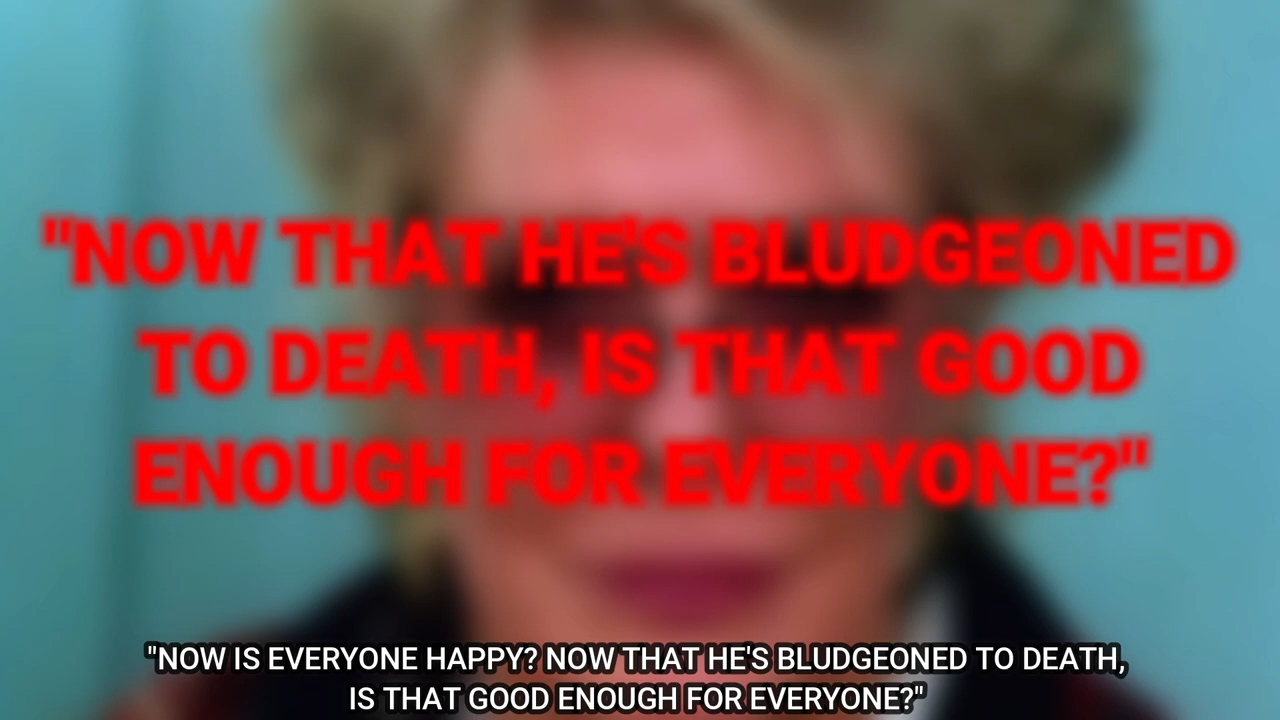 "NOW THAT HE'S BLUDGEONED
TO DEATH, IS THAT GOOD
ENOUGH FOR EVERYONE?"
"NOW IS EVERYONE HAPPY? NOW THAT HE'S BLUDGEONED TO DEATH,
IS THAT GOOD ENOUGH FOR EVERYONE?"